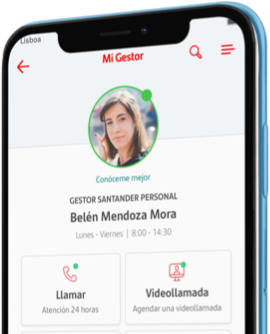 Lisboa
Mi Gestor
Conóceme mejor
GESTOR SANTANDER PERSONAL
Belén Mendoza Mora
Lunes - Viernes | 8:00 - 14:30
Llamar
Atención 24 horas
Videollamada
Agendar una videollamada